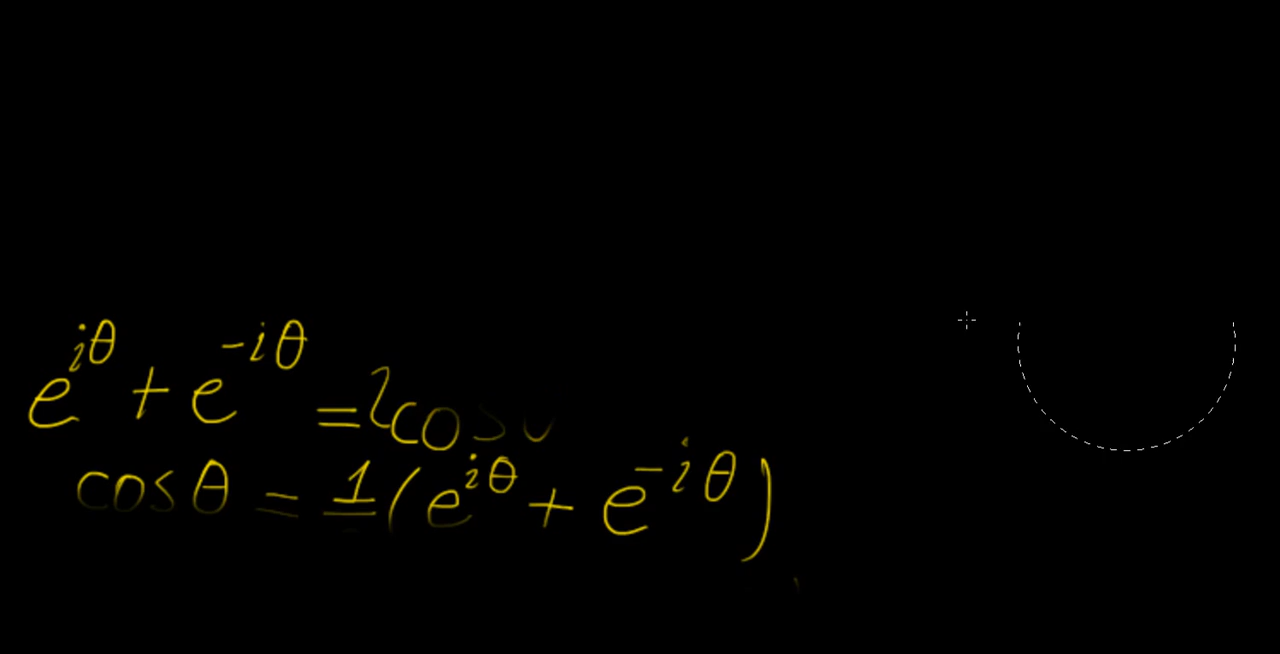 e^{iθ} + e^{-iθ} = 2cos
cosθ = 1 (e^{iθ} + e^{-iθ})